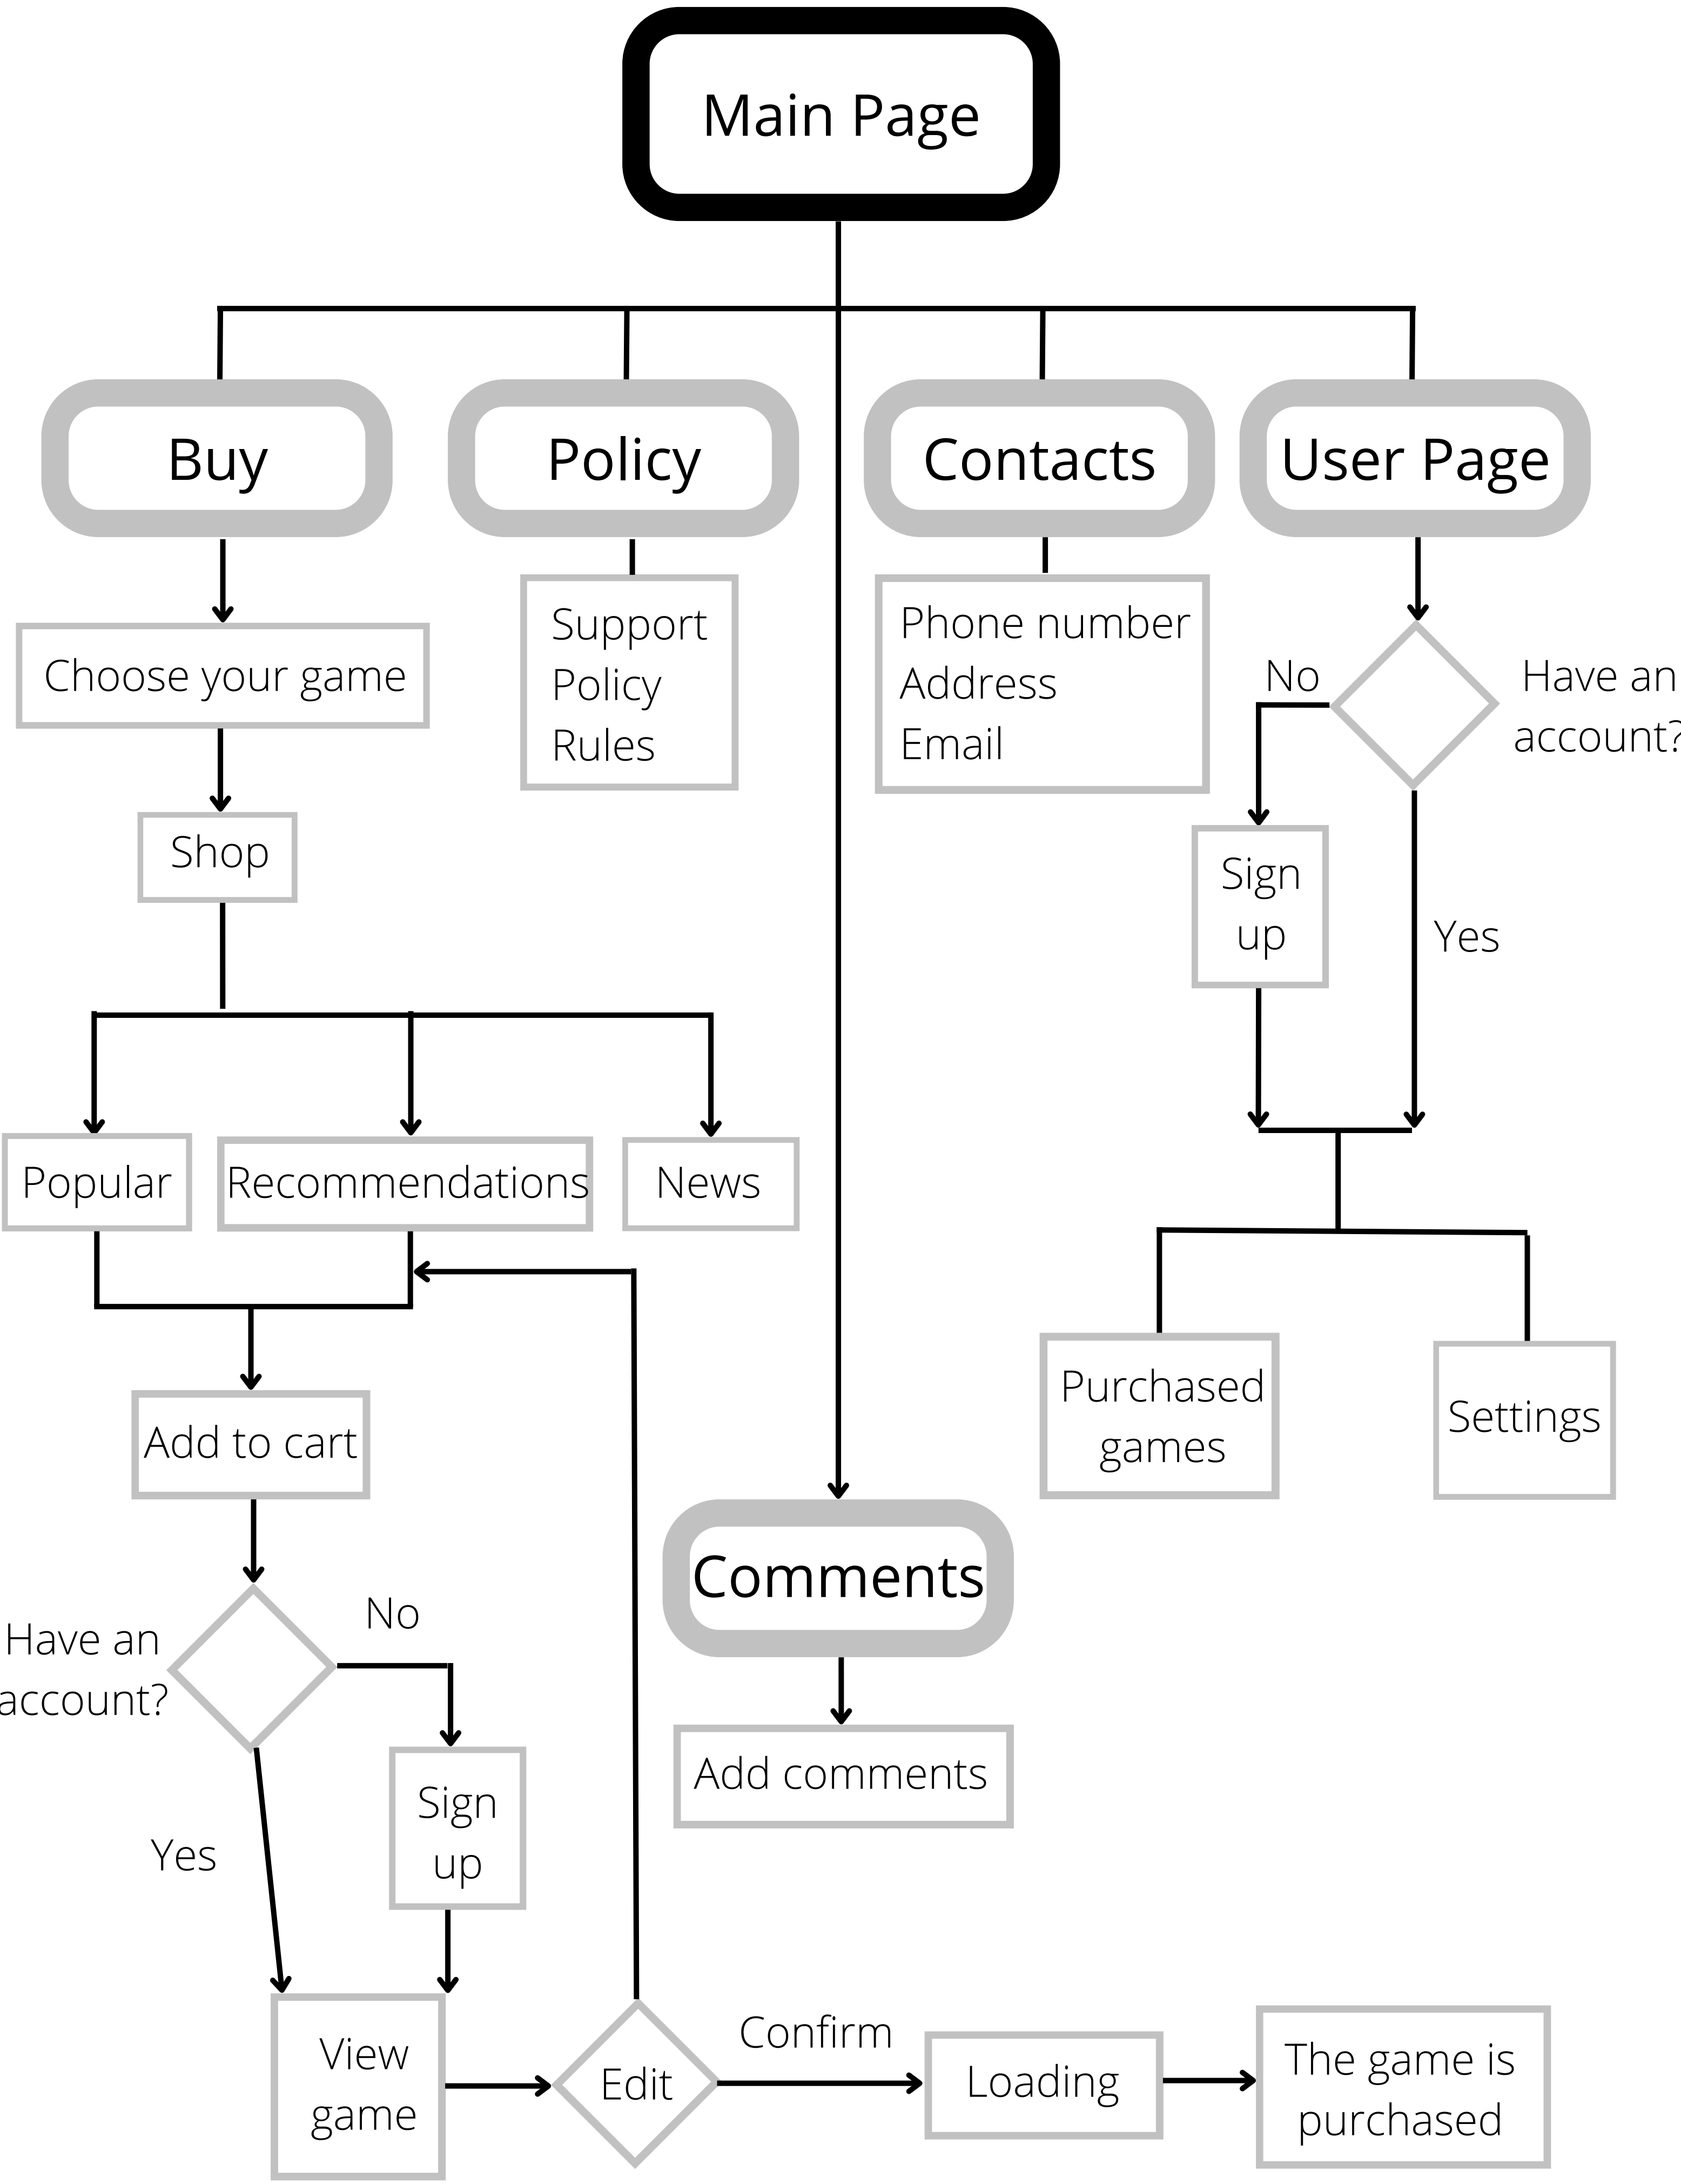 Main Page
Buy
Policy
Contacts
User Page
Choose your game
Support
Policy
Rules
Phone number
Address
Email
No
Have an
account?
Shop
Sign
up
Yes
Popular
Recommendations
News
Purchased
games
Settings
Add to cart
Comments
No
Have an
account?
Add comments
Sign
up
Yes
View
game
Edit
Confirm
Loading
The game is
purchased